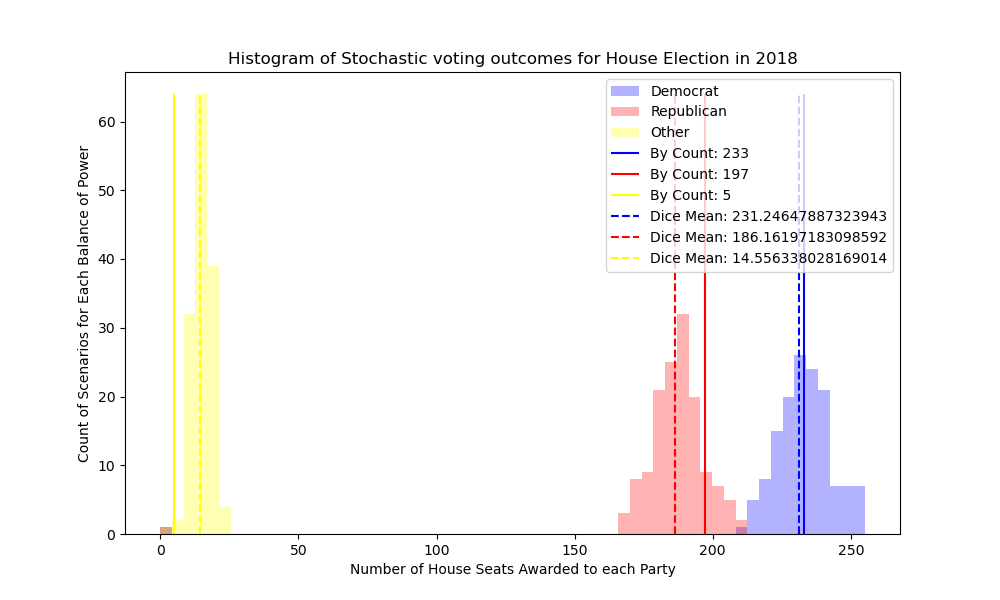 Histogram of Stochastic voting outcomes for House Election in 2018
Count of Scenarios for Each Balance of Power
60
50
40
30
20
10
0
Democrat
Republican
Other
By Count: 233
By Count: 197
By Count: 5
Dice Mean: 231.24647887323943
Dice Mean: 186.16197183098592
Dice Mean: 14.556338028169014
0
50
100
150
200
250
Number of House Seats Awarded to each Party